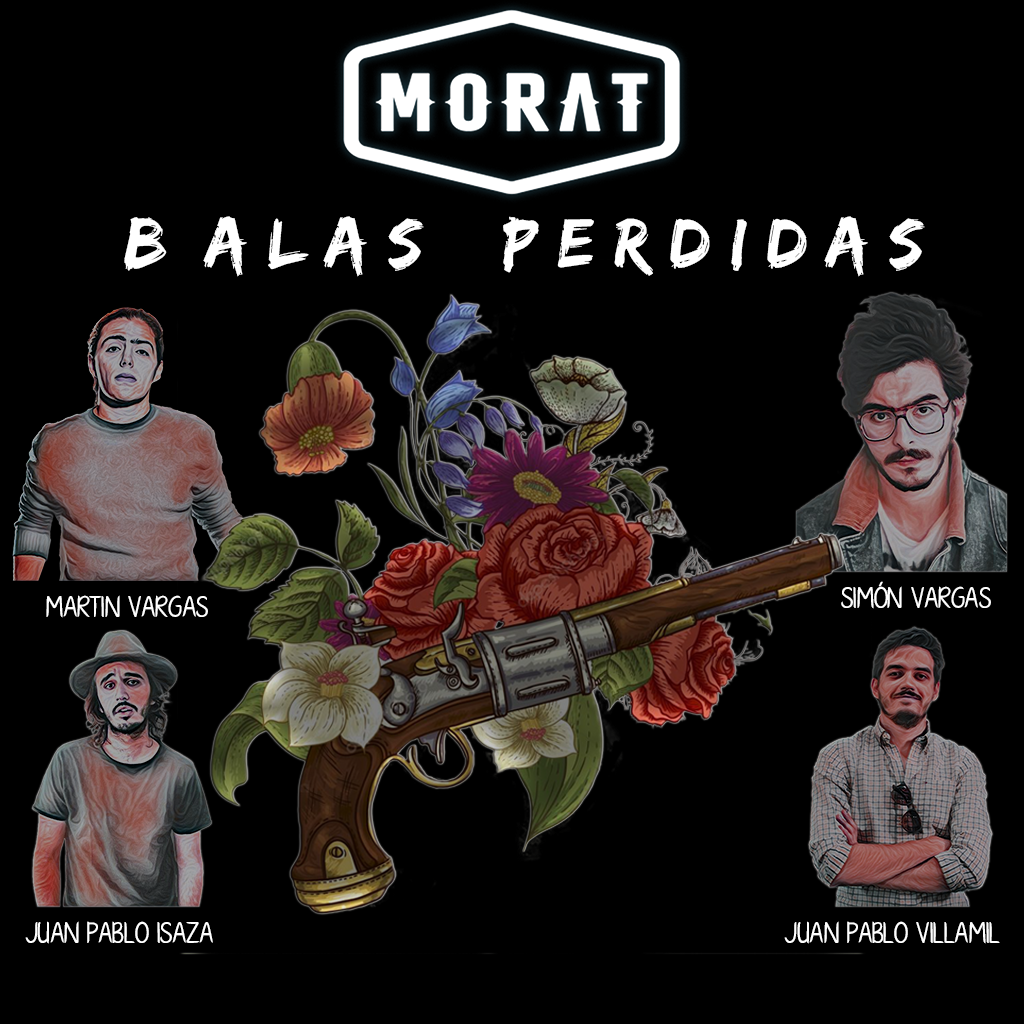 MORAT
BALAS PERDIDAS
MARTIN VARGAS
SIMÓN VARGAS
JUAN PABLO ISAZA
JUAN PABLO VILLAMIL